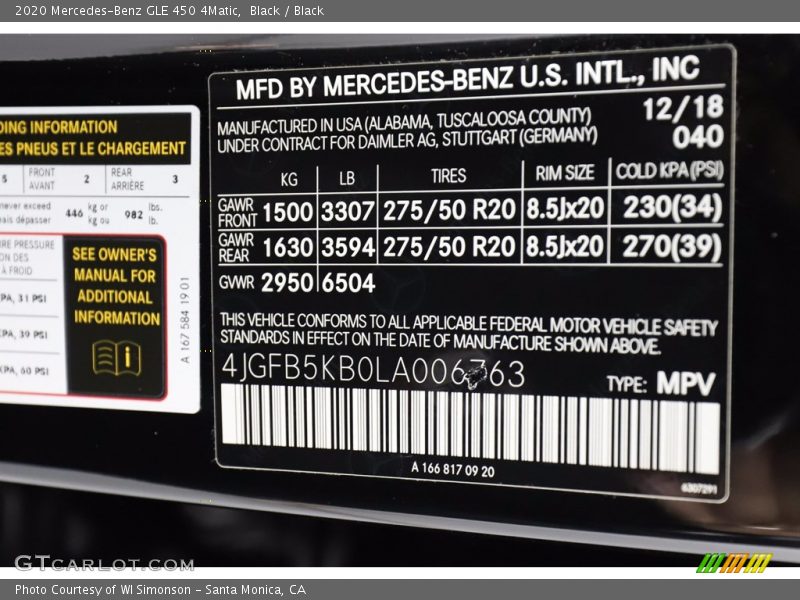 2020 Mercedes-Benz GLE 450 4Matic, Black / Black
DING INFORMATION
ES PNEUS ET LE CHARGEMENT
5 FRONT AVANT 2 REAR ARRIÈRE 3
never exceed
nais dépasser
446 kg or kg ou 982 lbs. lb.
RE PRESSURE
ON DES
À FROID
PA, 31 PSI
KPA, 39 PSI
KPA, 60 PSI
SEE OWNER'S
MANUAL FOR
ADDITIONAL
INFORMATION
A 167 584 19 01
MFD BY MERCEDES-BENZ U.S. INTL., INC
MANUFACTURED IN USA (ALABAMA, TUSCALOOSA COUNTY)
UNDER CONTRACT FOR DAIMLER AG, STUTTGART (GERMANY)
12/18
040
KG LB TIRES RIM SIZE COLD KPA(PSI)
GAWR FRONT 1500 3307 275/50 R20 8.5Jx20 230(34)
GAWR REAR 1630 3594 275/50 R20 8.5Jx20 270(39)
GVWR 2950 6504
THIS VEHICLE CONFORMS TO ALL APPLICABLE FEDERAL MOTOR VEHICLE SAFETY
STANDARDS IN EFFECT ON THE DATE OF MANUFACTURE SHOWN ABOVE.
TYPE: MPV
A 166 817 09 20
6307291
GTCARLOT.COM
Photo Courtesy of WI Simonson – Santa Monica, CA